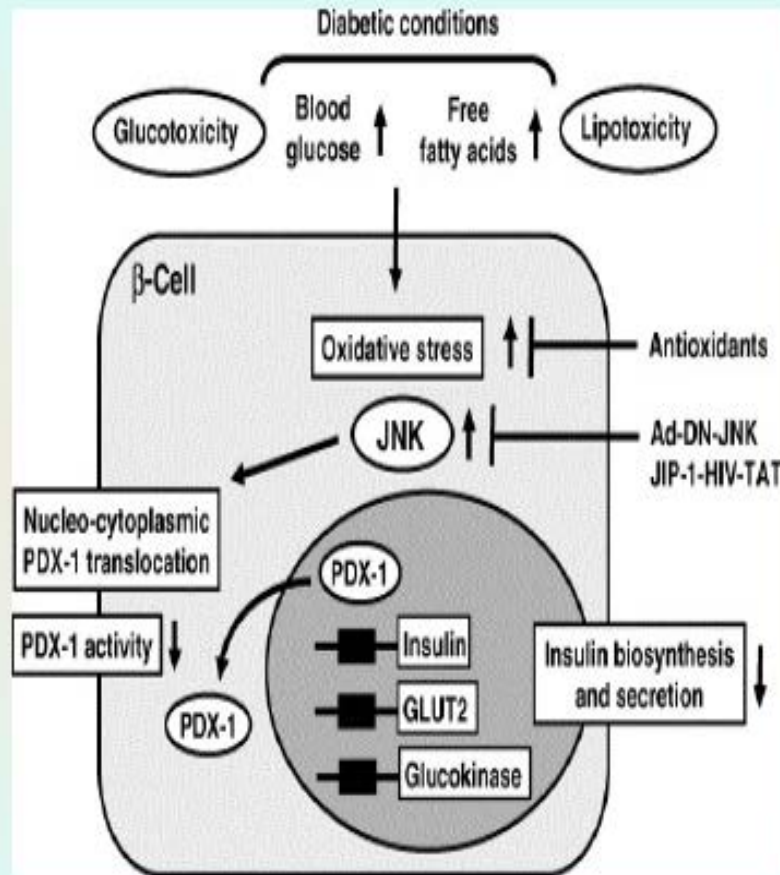 Diabetic conditions
Glucotoxicity
Blood
glucose
Free
fatty acids
Lipotoxicity
β-Cell
Oxidative stress
Antioxidants
JNK
Ad-DN-JNK
JIP-1-HIV-TAT
Nucleo-cytoplasmic
PDX-1 translocation
PDX-1
PDX-1 activity
Insulin
Insulin biosynthesis
and secretion
PDX-1
GLUT2
Glucokinase